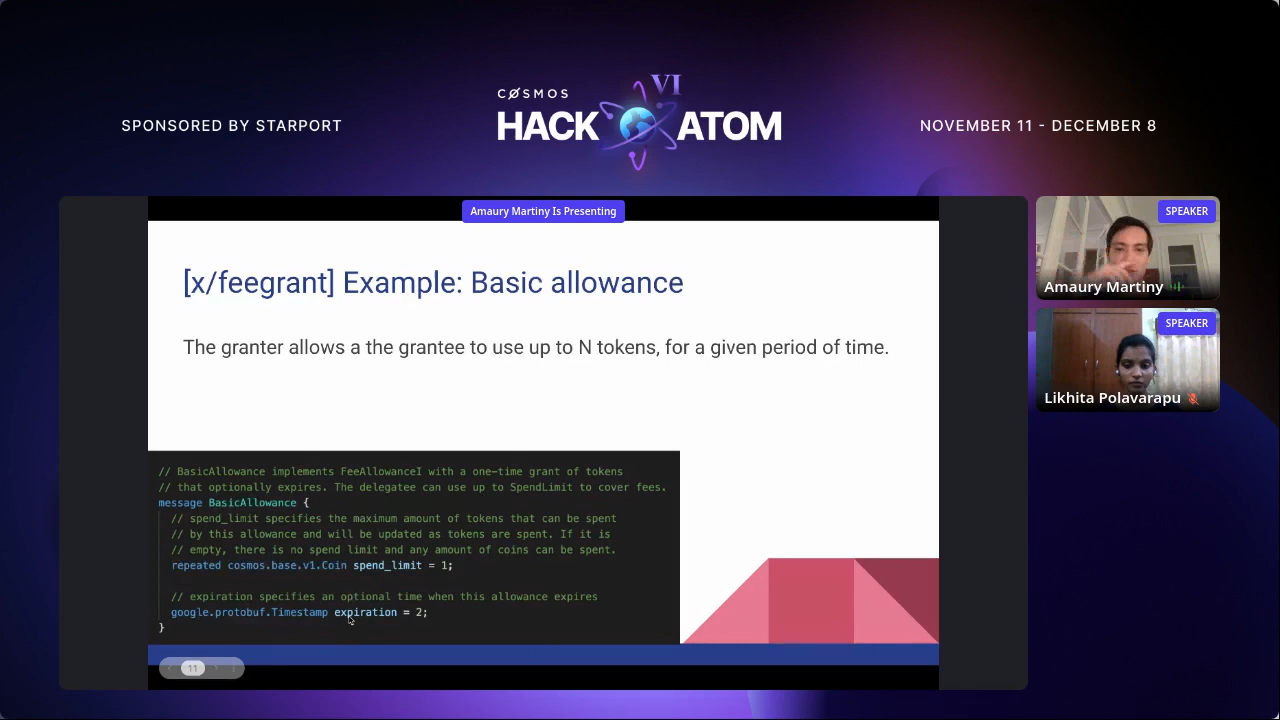 CØSMOS
VI
SPONSORED BY STARPORT
HACK ATOM
NOVEMBER 11 - DECEMBER 8
Amaury Martiny Is Presenting
SPEAKER
Amaury Martiny
SPEAKER
Likhita Polavarapu
[x/feegrant] Example: Basic allowance
The granter allows a the grantee to use up to N tokens, for a given period of time.
// BasicAllowance implements FeeAllowanceI with a one-time grant of tokens
// that optionally expires. The delegatee can use up to SpendLimit to cover fees.
message BasicAllowance {
// spend_limit specifies the maximum amount of tokens that can be spent
// by this allowance and will be updated as tokens are spent. If it is
// empty, there is no spend limit and any amount of coins can be spent.
repeated cosmos.base.v1.Coin spend_limit = 1;
// expiration specifies an optional time when this allowance expires
google.protobuf.Timestamp expiration = 2;
}
11